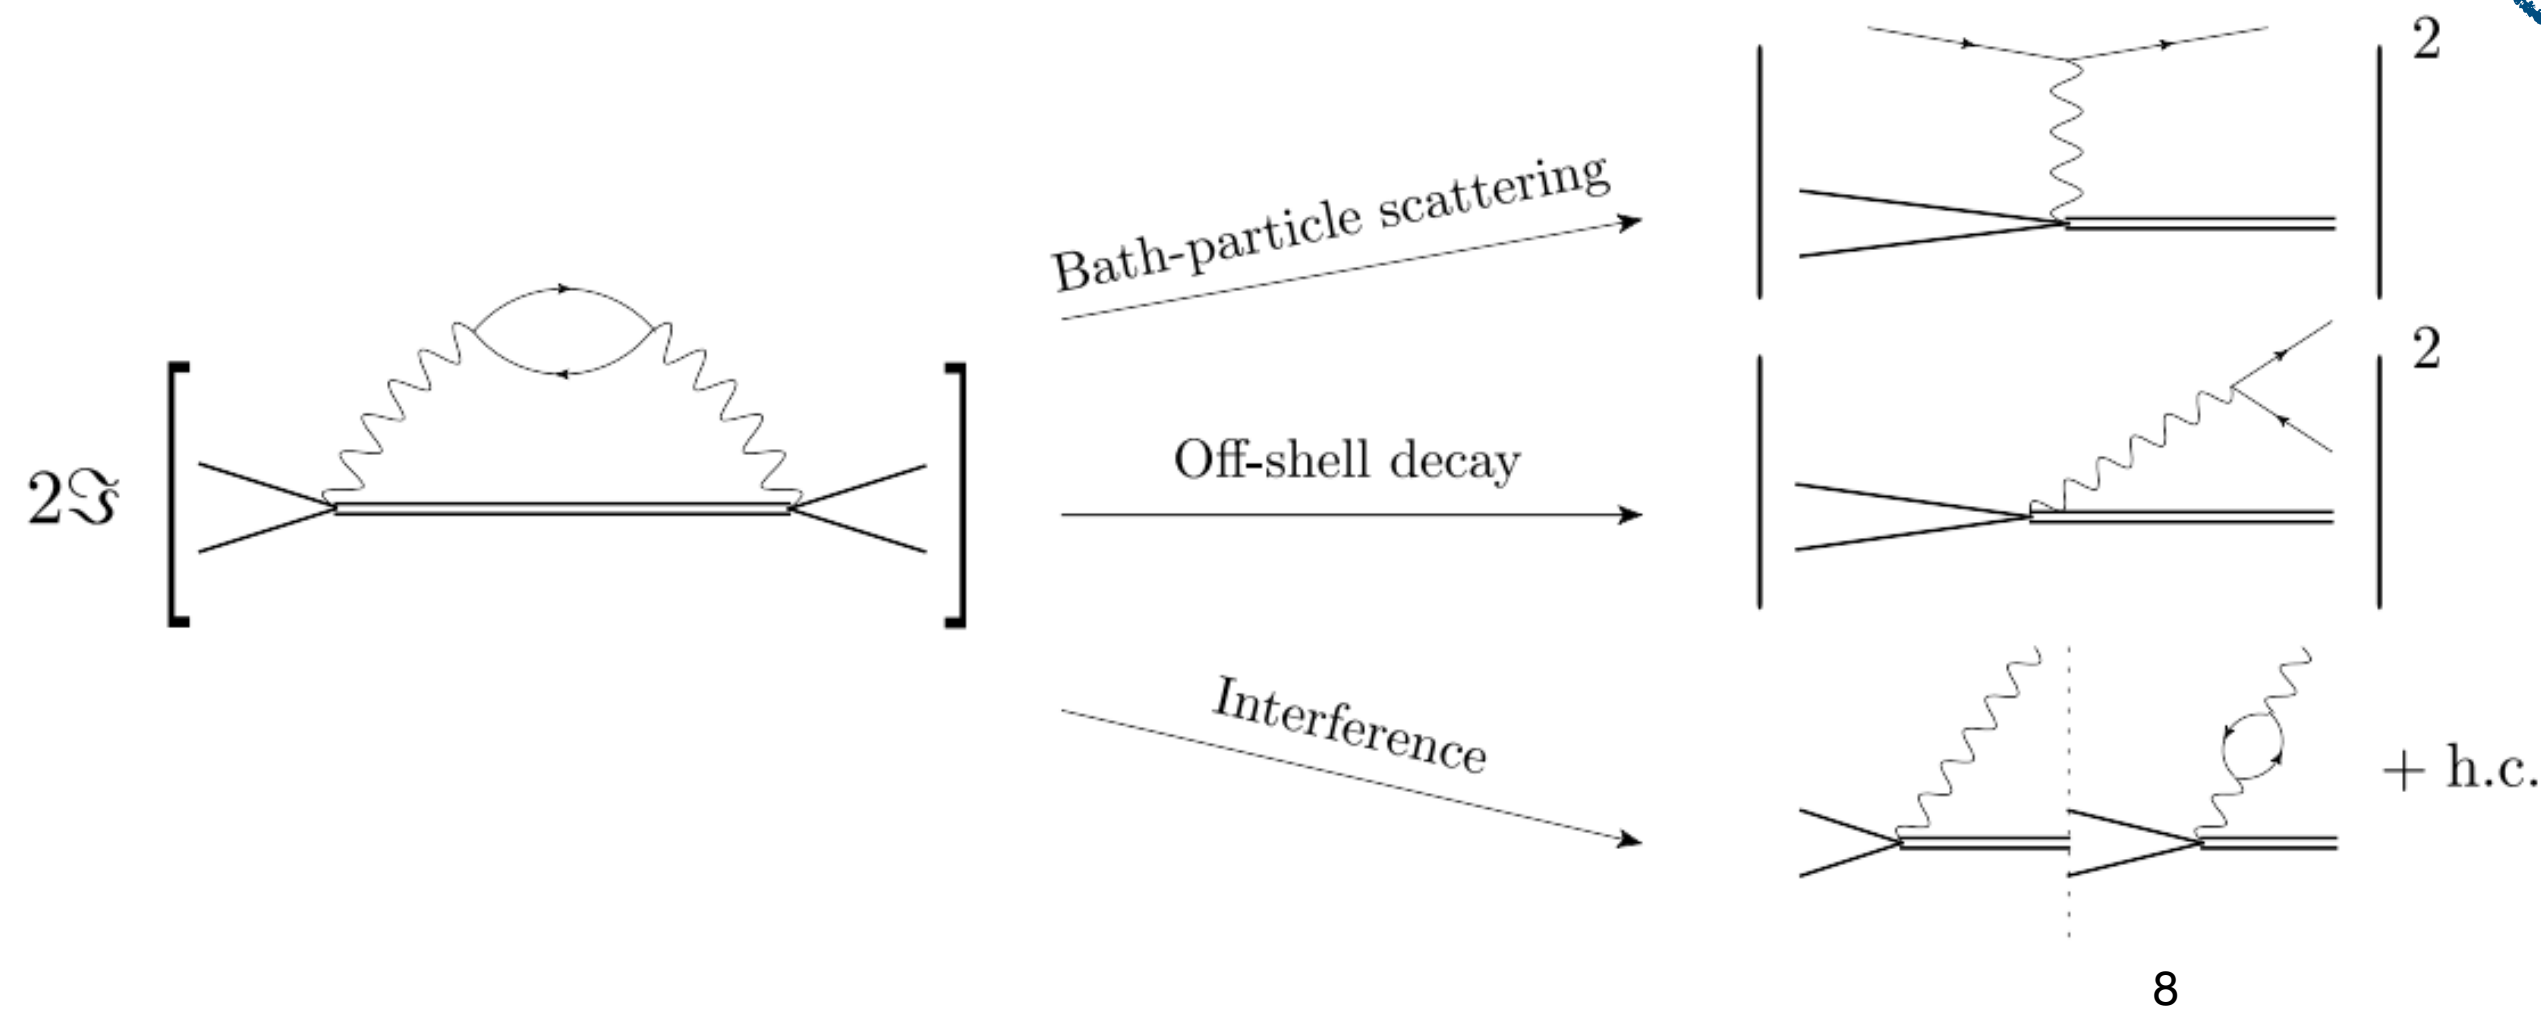 2
Bath-particle scattering
2
Off-shell decay
2ℑ
Interference
+ h.c.
8